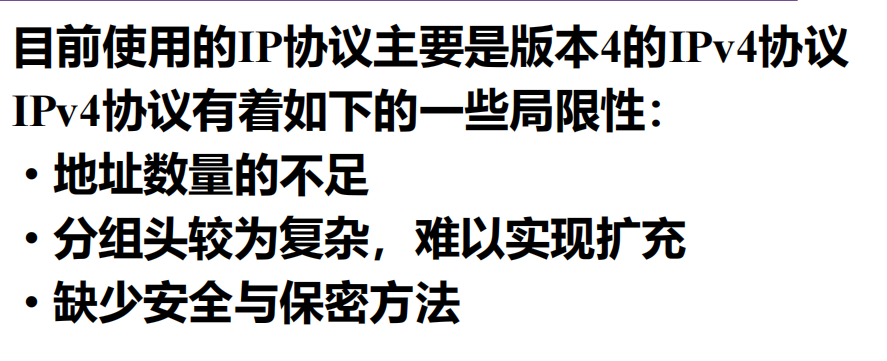 目前使用的IP协议主要是版本4的IPv4协议
IPv4协议有着如下的一些局限性：
• 地址数量的不足
• 分组头较为复杂，难以实现扩充
• 缺少安全与保密方法